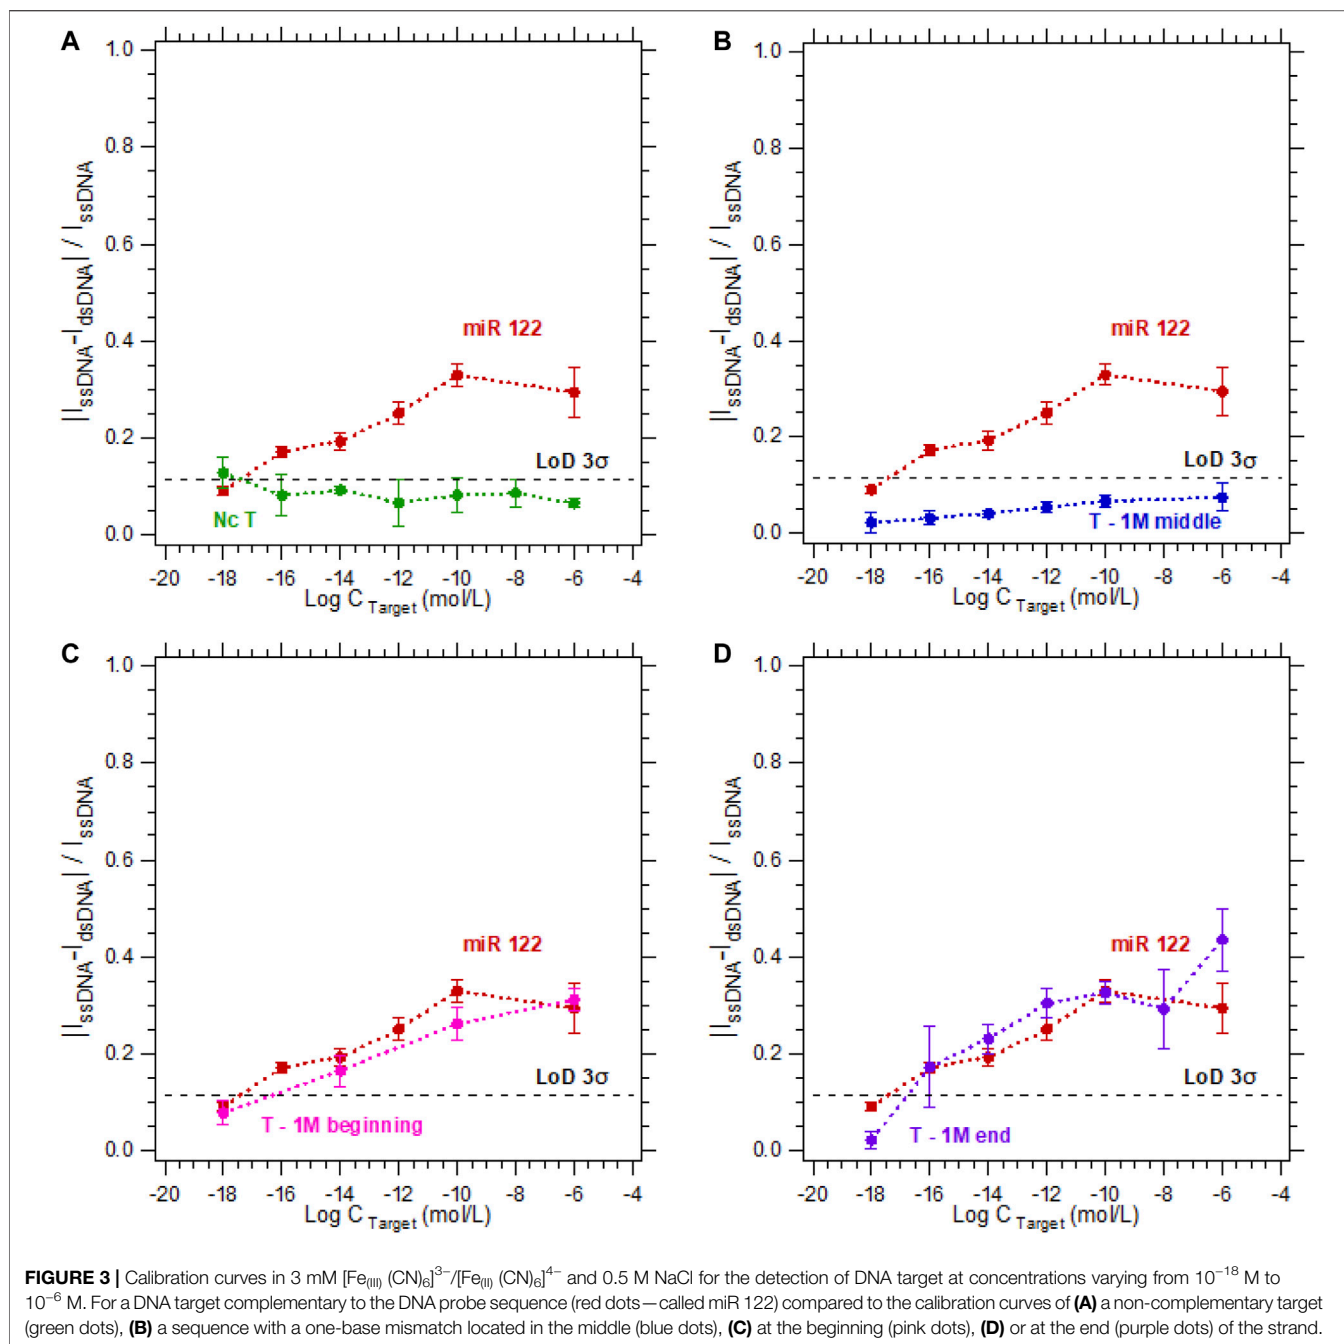 A
1.0
0.8
0.6
0.4
0.2
0.0
||ssDNA-IdsDNA| / IssDNA
miR 122
LoD 3σ
Nc T
-20 -18 -16 -14 -12 -10 -8 -6 -4
Log C Target (mol/L)
B
1.0
0.8
0.6
0.4
0.2
0.0
||ssDNA-IdsDNA| / IssDNA
miR 122
LoD 3σ
T - 1M middle
-20 -18 -16 -14 -12 -10 -8 -6 -4
Log C Target (mol/L)
C
1.0
0.8
0.6
0.4
0.2
0.0
||ssDNA-IdsDNA| / IssDNA
miR 122
LoD 3σ
T - 1M beginning
-20 -18 -16 -14 -12 -10 -8 -6 -4
Log C Target (mol/L)
D
1.0
0.8
0.6
0.4
0.2
0.0
||ssDNA-IdsDNA| / IssDNA
miR 122
LoD 3σ
T - 1M end
-20 -18 -16 -14 -12 -10 -8 -6 -4
Log C Target (mol/L)
FIGURE 3 | Calibration curves in 3 mM [Fe(III) (CN)6]3−/[Fe(II) (CN)6]4− and 0.5 M NaCl for the detection of DNA target at concentrations varying from 10−18 M to
10−6 M. For a DNA target complementary to the DNA probe sequence (red dots—called miR 122) compared to the calibration curves of (A) a non-complementary target
(green dots), (B) a sequence with a one-base mismatch located in the middle (blue dots), (C) at the beginning (pink dots), (D) or at the end (purple dots) of the strand.